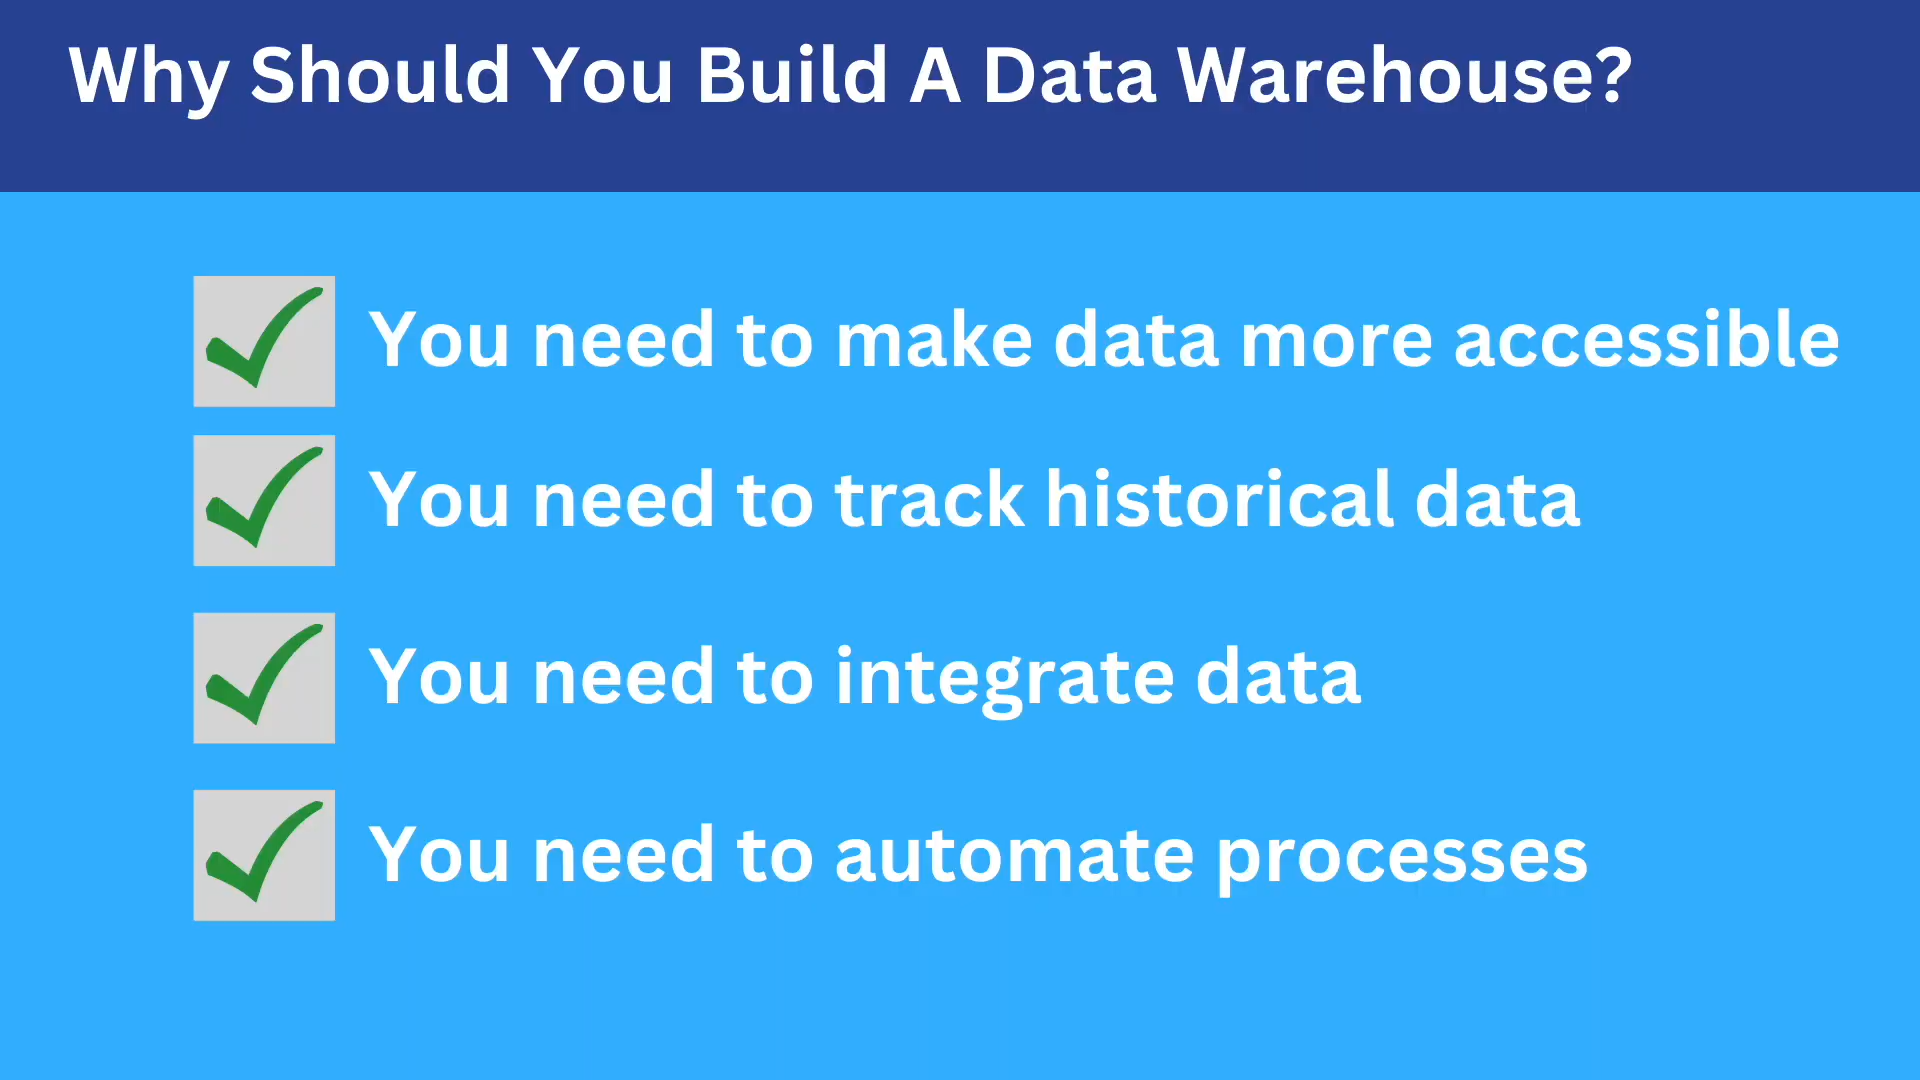 Why Should You Build A Data Warehouse?
You need to make data more accessible
You need to track historical data
You need to integrate data
You need to automate processes